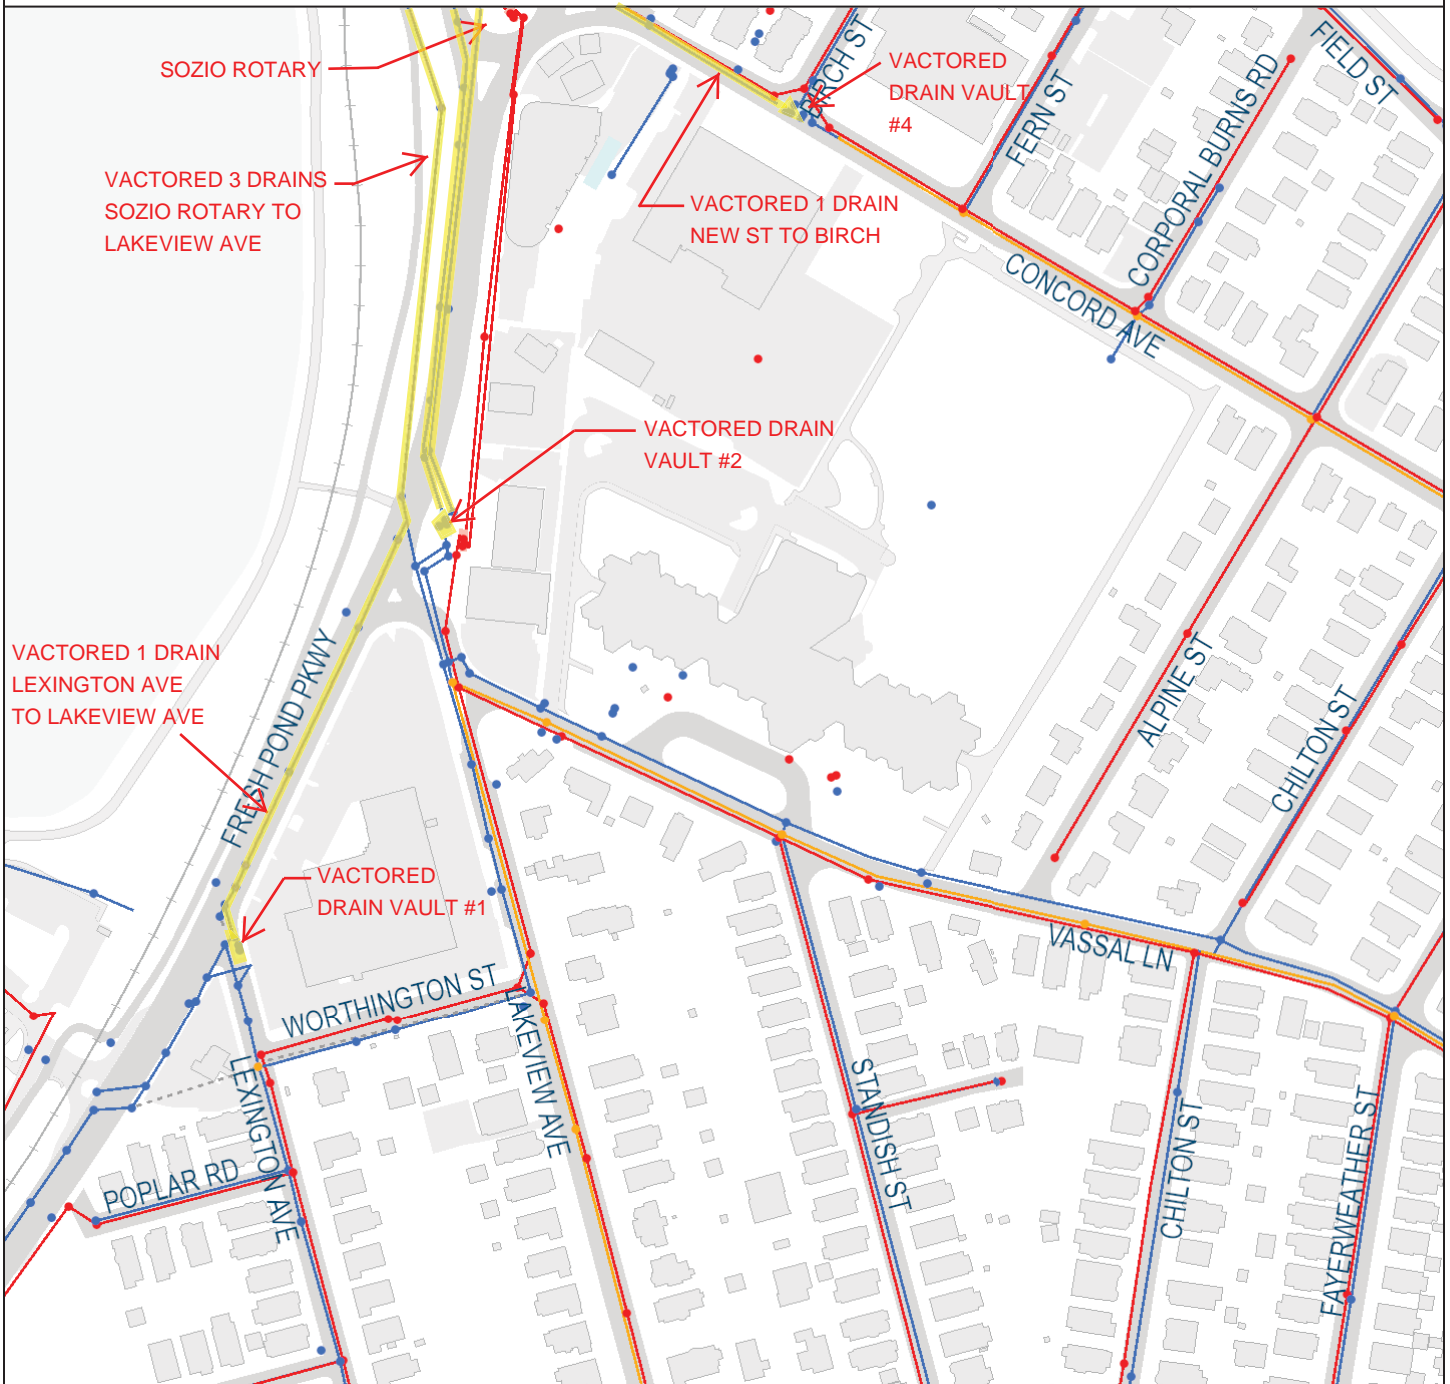 SOZIO ROTARY
VACTORED
DRAIN VAULT
#4
BIRCH ST
FERN ST
CORPORAL BURNS RD
FIELD ST
VACTORED 3 DRAINS
SOZIO ROTARY TO
LAKEVIEW AVE
VACTORED 1 DRAIN
NEW ST TO BIRCH
CONCORD AVE
VACTORED DRAIN
VAULT #2
VACTORED 1 DRAIN
LEXINGTON AVE
TO LAKEVIEW AVE
FRESH POND PKWY
ALPINE ST
CHILTON ST
VACTORED
DRAIN VAULT #1
VASSAL LN
WORTHINGTON ST
LAKEVIEW AVE
LEXINGTON AVE
POPLAR RD
STANDISH ST
CHILTON ST
FAYERWEATHER ST